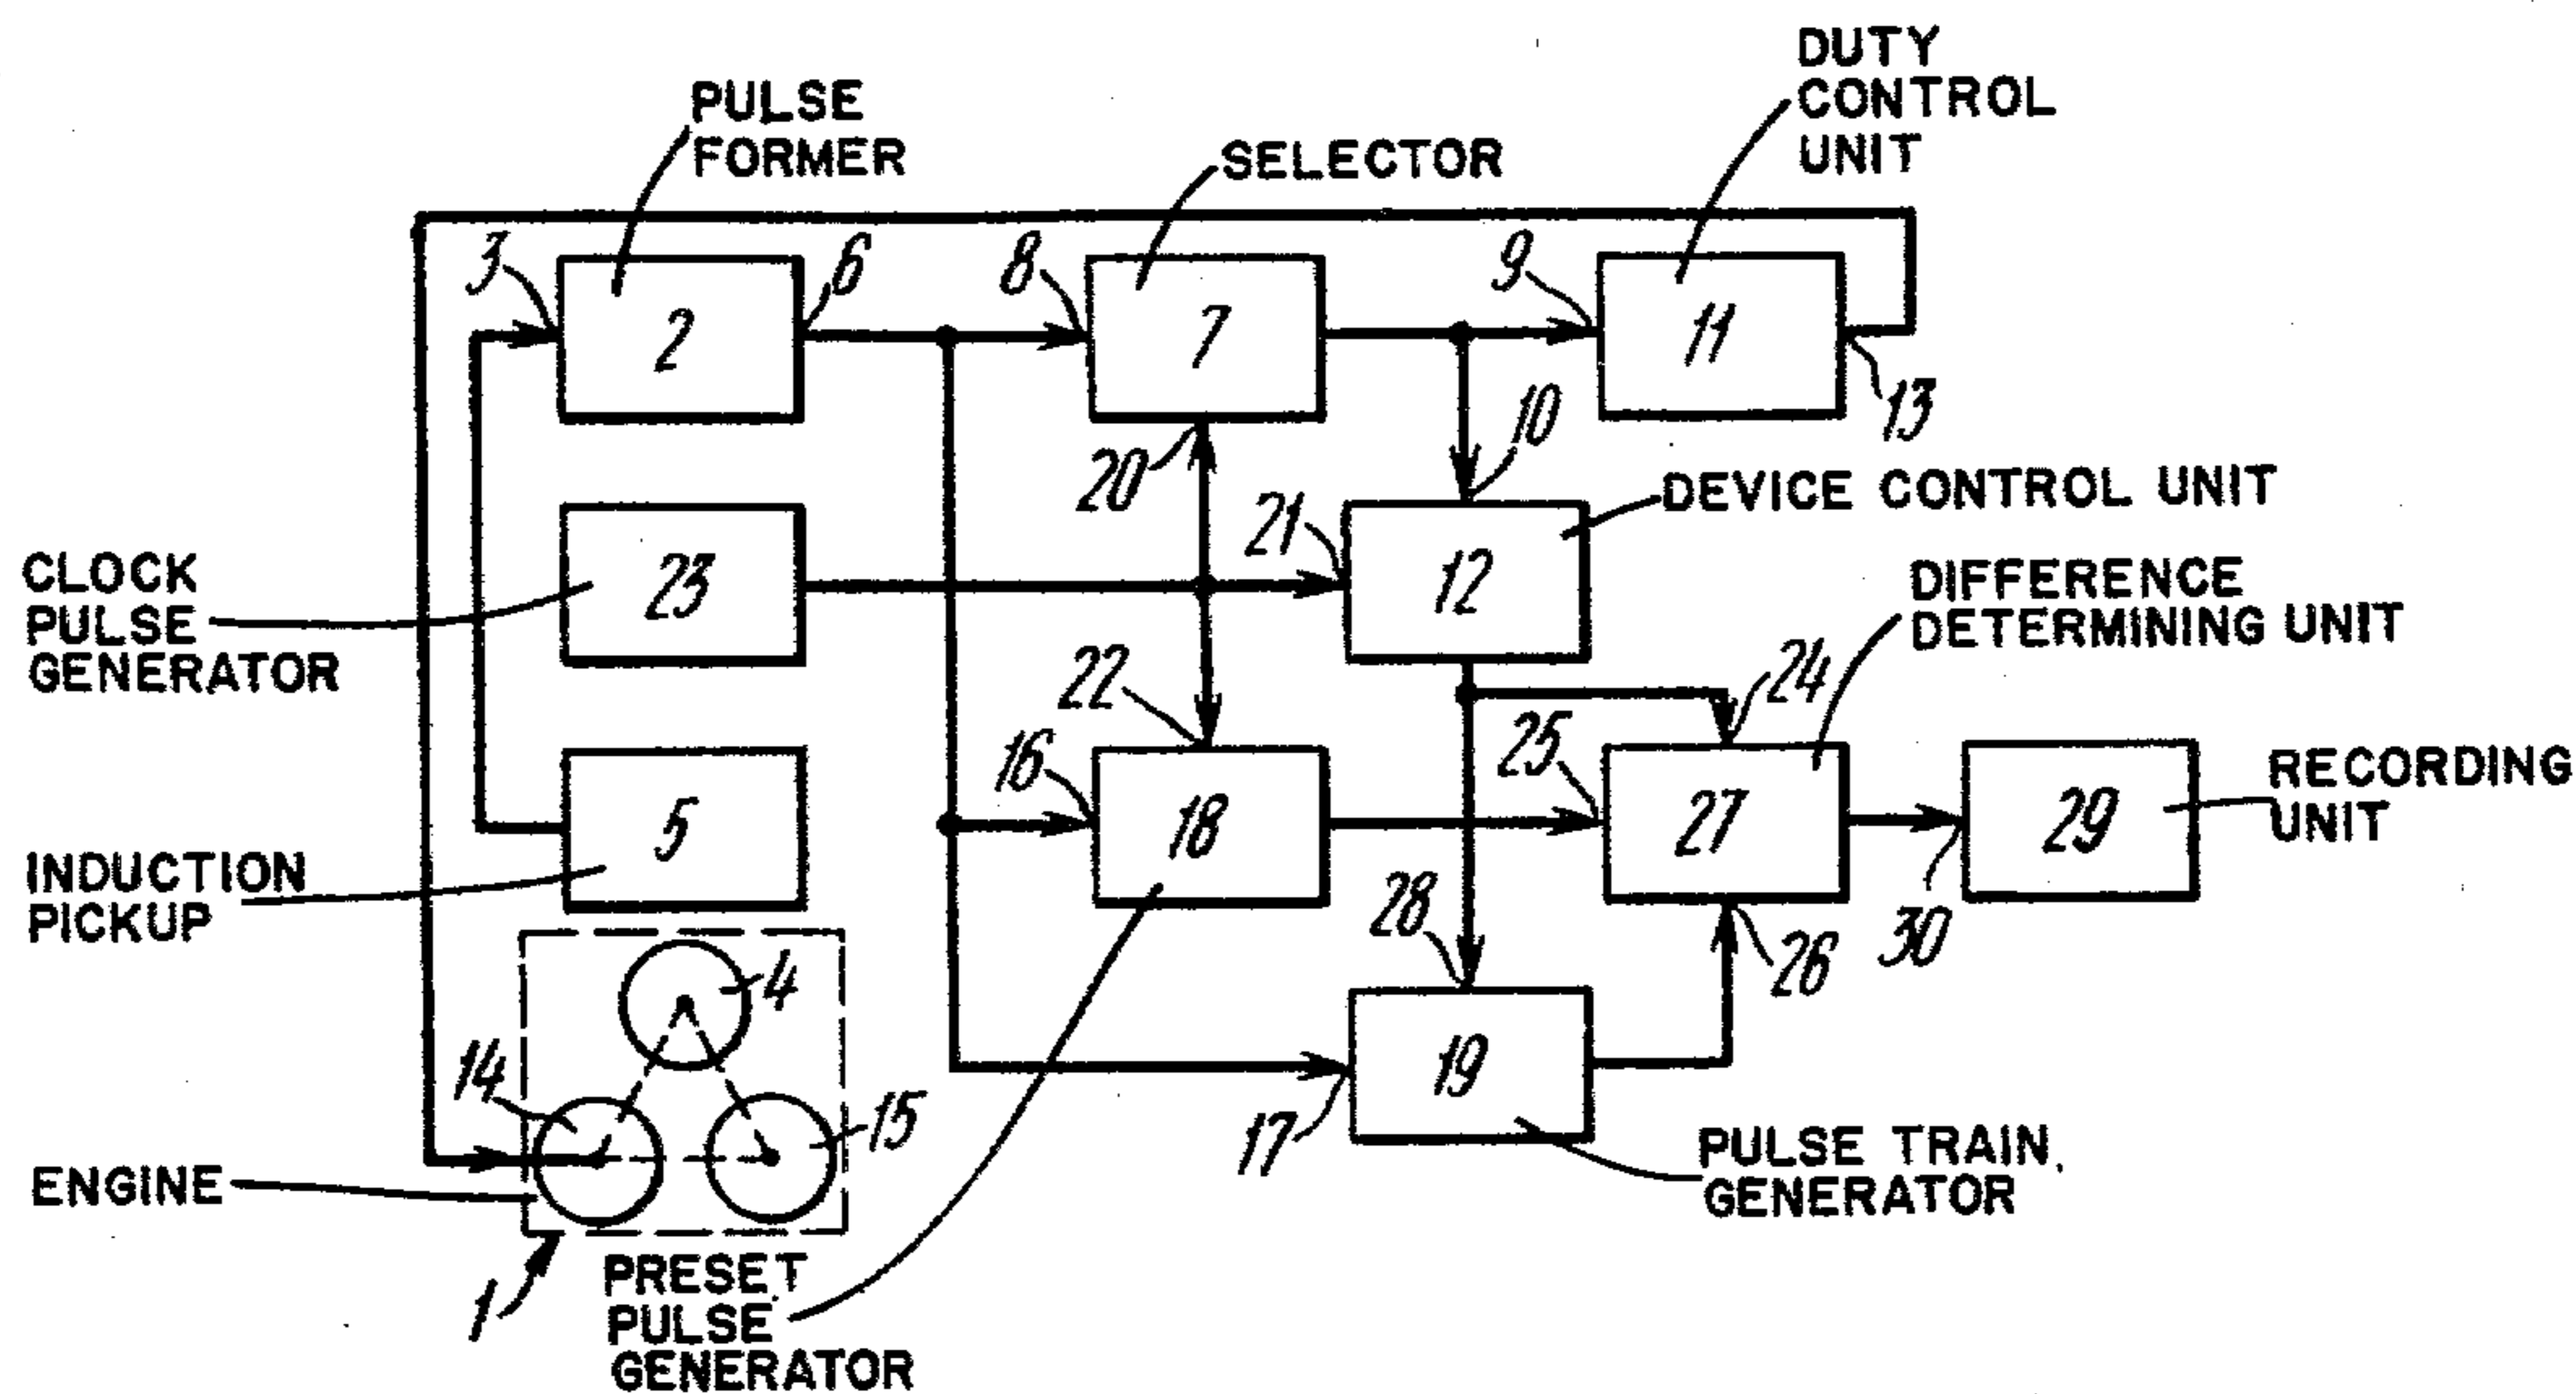 DUTY
CONTROL
UNIT
PULSE
FORMER
SELECTOR
3
6
8
9
2
7
11
13
10
20
DEVICE CONTROL UNIT
21
CLOCK
PULSE
GENERATOR
23
12
DIFFERENCE
DETERMINING UNIT
22
24
16
25
INDUCTION
PICKUP
5
18
27
29
RECORDING
UNIT
28
30
26
4
14
15
19
17
ENGINE
PULSE TRAIN
GENERATOR
1
PRESET
PULSE
GENERATOR